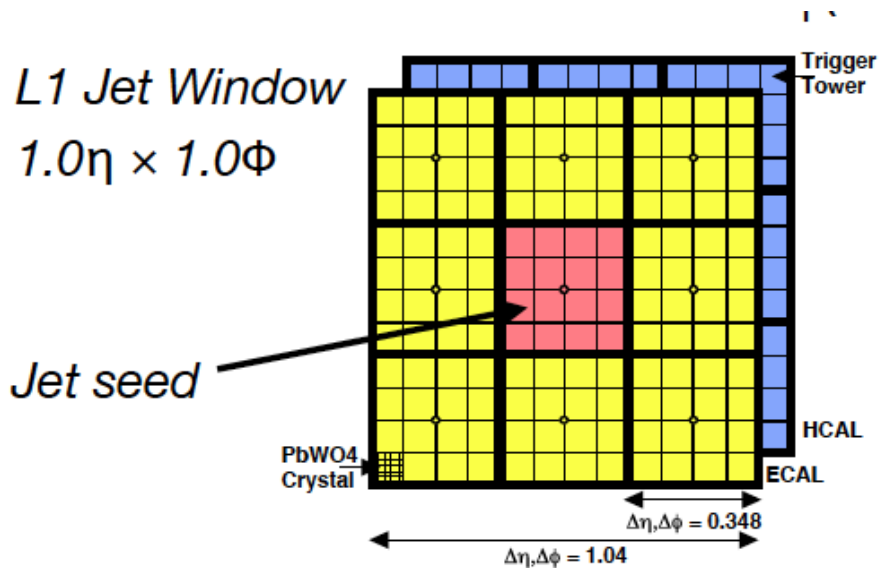 L1 Jet Window
1.0η × 1.0Φ
Trigger
Tower
Jet seed
PbWO4
Crystal
HCAL
ECAL
Δη,Δϕ = 0.348
Δη,Δϕ = 1.04